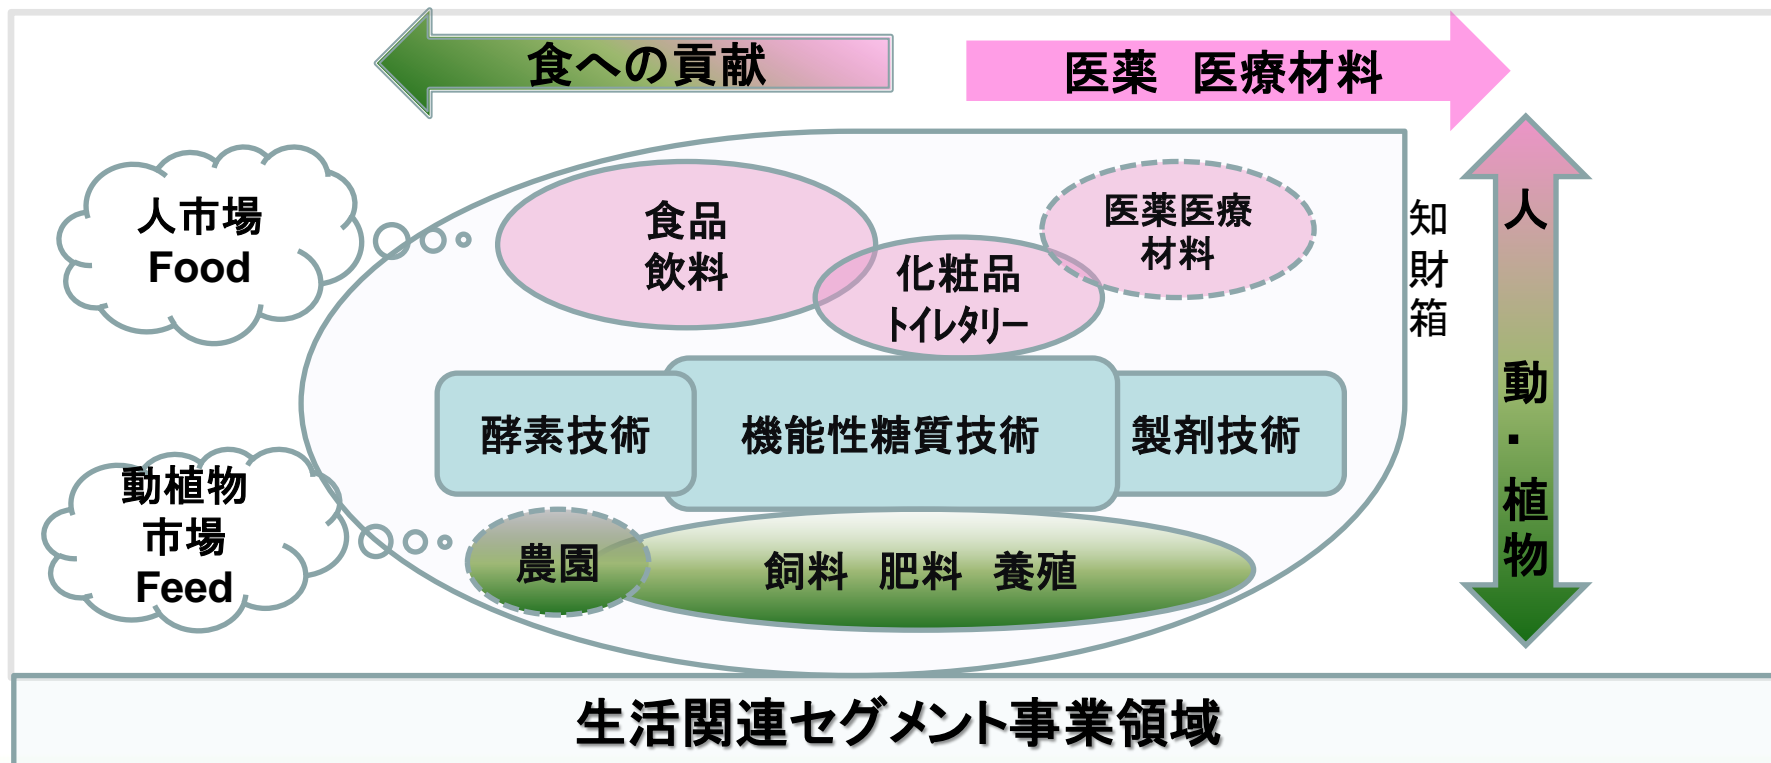 食への貢献
医薬　医療材料
人市場
Food
食品
飲料
化粧品
トイレタリー
医薬医療
材料
知
財
箱
人
動
・
植
物
酵素技術
機能性糖質技術
製剤技術
動植物
市場
Feed
農園
飼料　肥料　養殖
生活関連セグメント事業領域